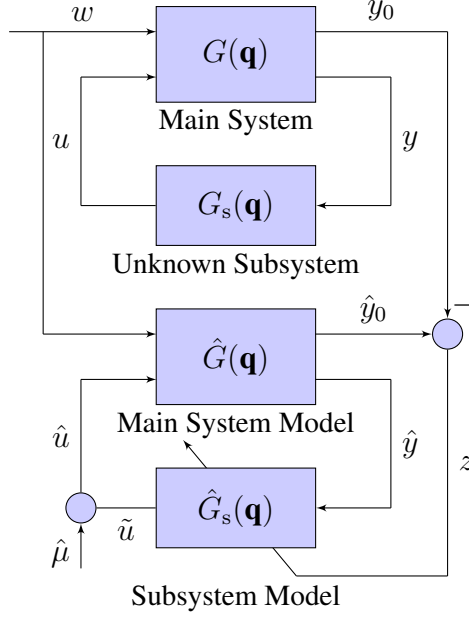 w
y₀
G(q)
Main System
u
y
Gₛ(q)
Unknown Subsystem
ŷ₀
−
Ĝ(q)
Main System Model
û
ŷ
z
Ĝₛ(q)
ũ
μ̂
Subsystem Model